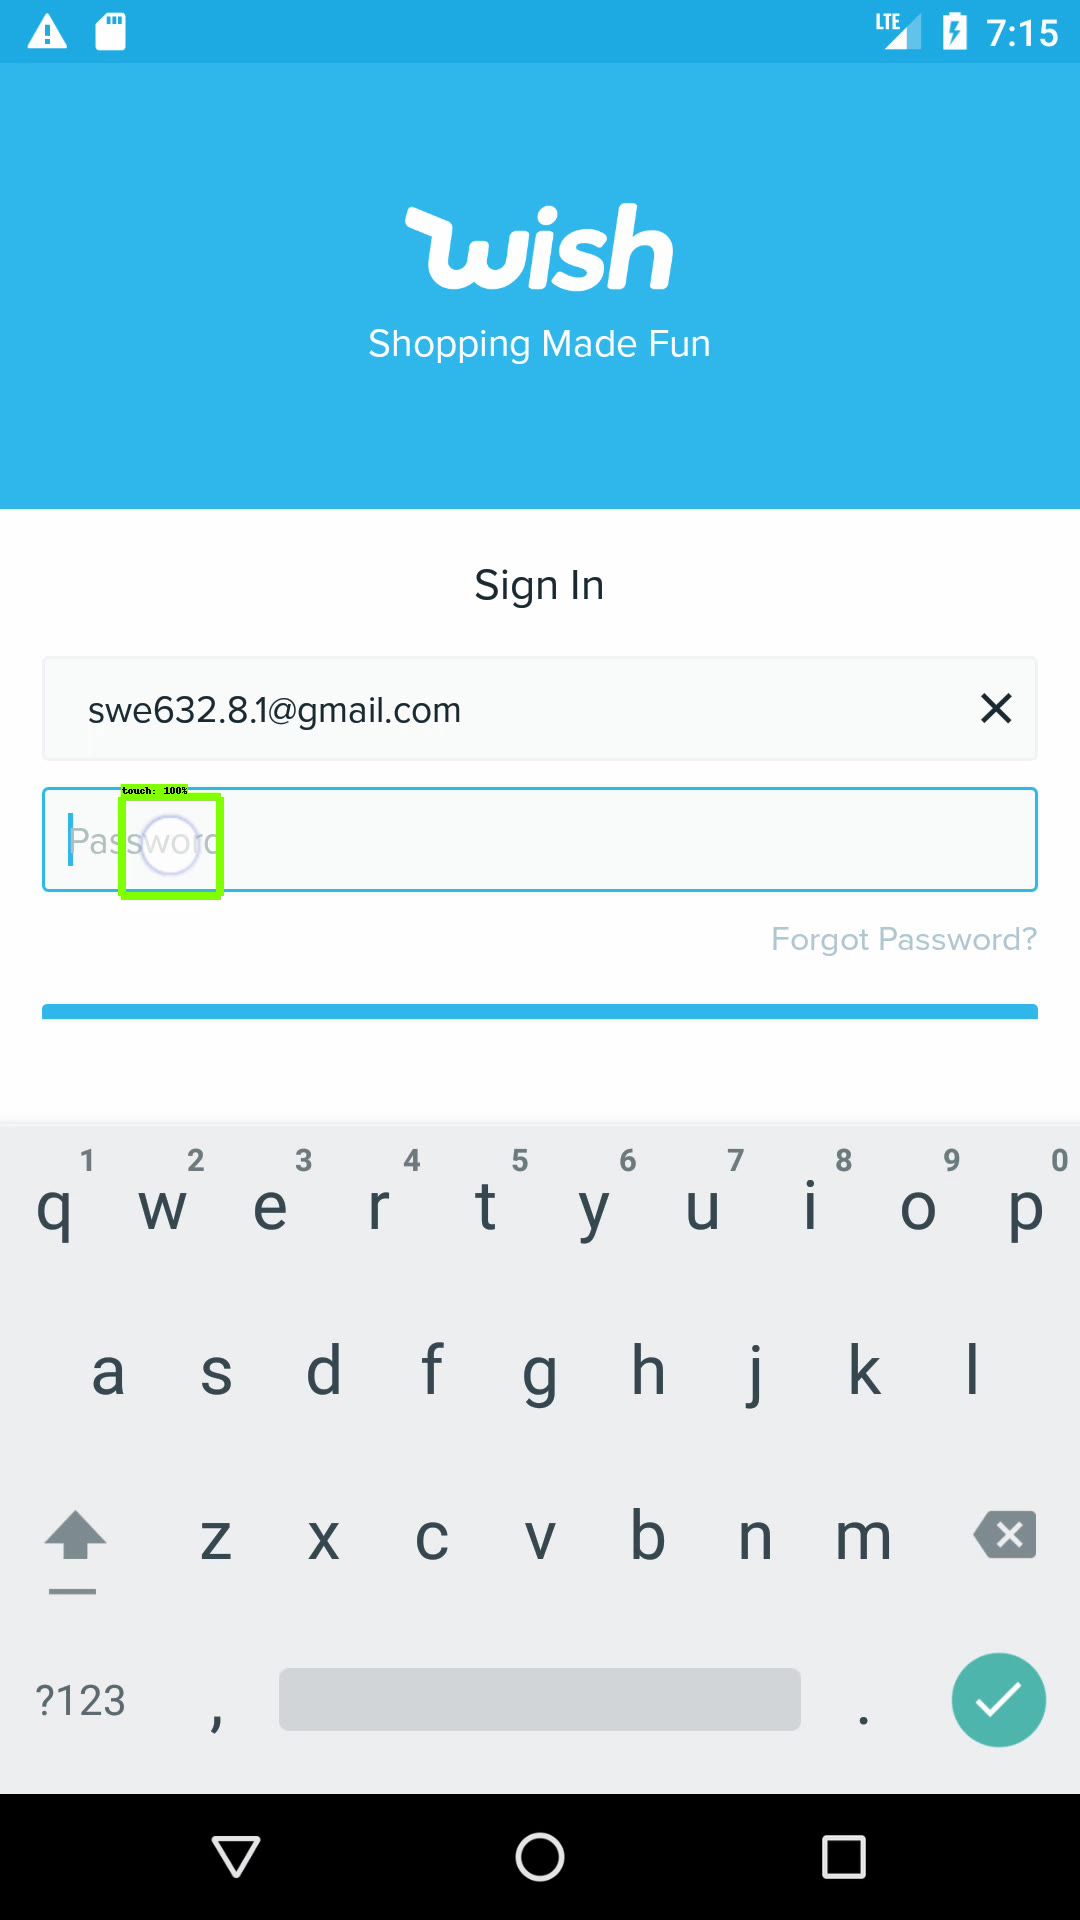 LTE 7:15
wish
Shopping Made Fun
Sign In
swe632.8.1@gmail.com
touch: 100%
Password
Forgot Password?
1 2 3 4 5 6 7 8 9 0
q w e r t y u i o p
a s d f g h j k l
z x c v b n m
?123 , .